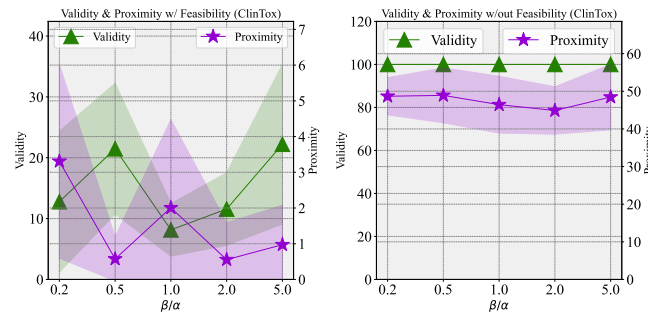 Validity & Proximity w/ Feasibility (ClinTox)
Validity
Proximity
40
30
20
10
0
7
6
5
4
3
2
1
0
Validity
Proximity
0.2 0.5 1.0 2.0 5.0
β/α
Validity & Proximity w/out Feasibility (ClinTox)
Validity
Proximity
120
100
80
60
40
20
0
60
50
40
30
20
10
0
Validity
Proximity
0.2 0.5 1.0 2.0 5.0
β/α